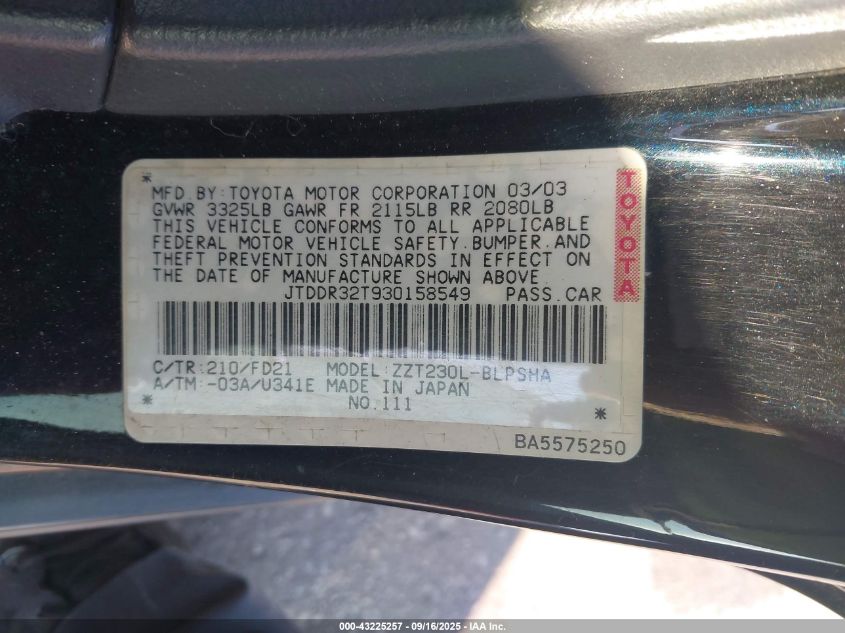 *
MFD.BY:TOYOTA MOTOR CORPORATION 03/03
GVWR 3325LB GAWR FR 2115LB RR 2080LB
THIS VEHICLE CONFORMS TO ALL APPLICABLE
FEDERAL MOTOR VEHICLE SAFETY.BUMPER.AND
THEFT PREVENTION STANDARDS IN EFFECT ON
THE DATE OF MANUFACTURE SHOWN ABOVE.
JTDDR32T930158549 PASS.CAR
TOYOTA
C/TR:210/FD21 MODEL:ZZT230L-BLPSHA
A/TM:-03A/U341E MADE IN JAPAN
* NO.111 *
BA5575250
000-43225257 - 09/16/2025 - IAA Inc.